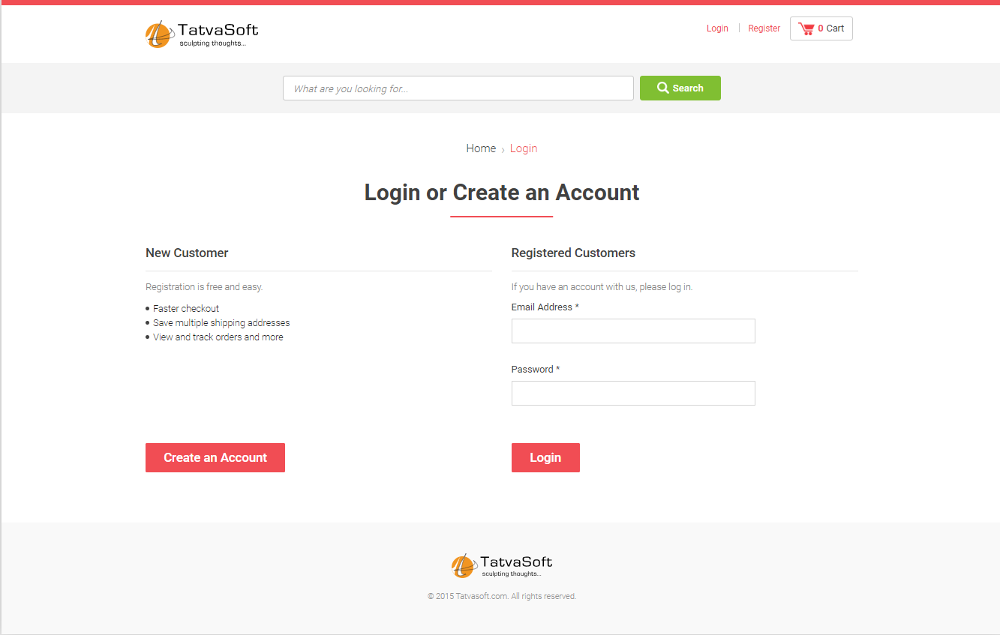 TatvaSoft
sculpting thoughts...
Login | Register 0 Cart
What are you looking for... Search
Home › Login
Login or Create an Account
New Customer
Registration is free and easy.
• Faster checkout
• Save multiple shipping addresses
• View and track orders and more
Create an Account
Registered Customers
If you have an account with us, please log in.
Email Address *
Password *
Login
TatvaSoft
sculpting thoughts...
© 2015 Tatvasoft.com. All rights reserved.